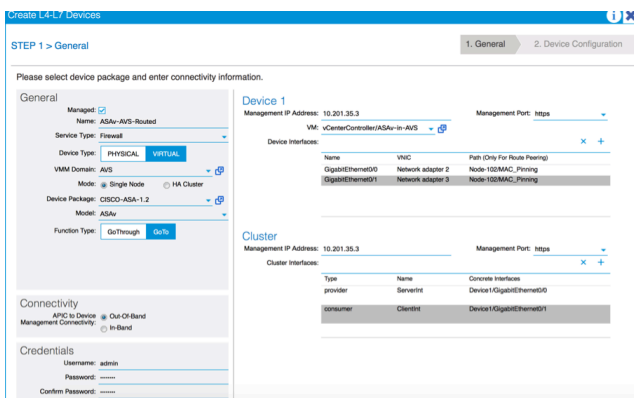 Create L4-L7 Devices
STEP 1 > General
1. General
2. Device Configuration
Please select device package and enter connectivity information.
General
Managed:
Name: ASAv-AVS-Routed
Service Type: Firewall
Device Type: PHYSICAL VIRTUAL
VMM Domain: AVS
Mode: Single Node HA Cluster
Device Package: CISCO-ASA-1.2
Model: ASAv
Function Type: GoThrough GoTo
Connectivity
APIC to Device Out-Of-Band
Management Connectivity:
In-Band
Credentials
Username: admin
Password: ••••••••
Confirm Password: ••••••••
Device 1
Management IP Address: 10.201.35.3 Management Port: https
VM: vCenterController/ASAv-in-AVS
Device Interfaces:
Name VNIC Path (Only For Route Peering)
GigabitEthernet0/0 Network adapter 2 Node-102/MAC_Pinning
GigabitEthernet0/1 Network adapter 3 Node-102/MAC_Pinning
Cluster
Management IP Address: 10.201.35.3 Management Port: https
Cluster Interfaces:
Type Name Concrete Interfaces
provider ServerInt Device1/GigabitEthernet0/0
consumer ClientInt Device1/GigabitEthernet0/1